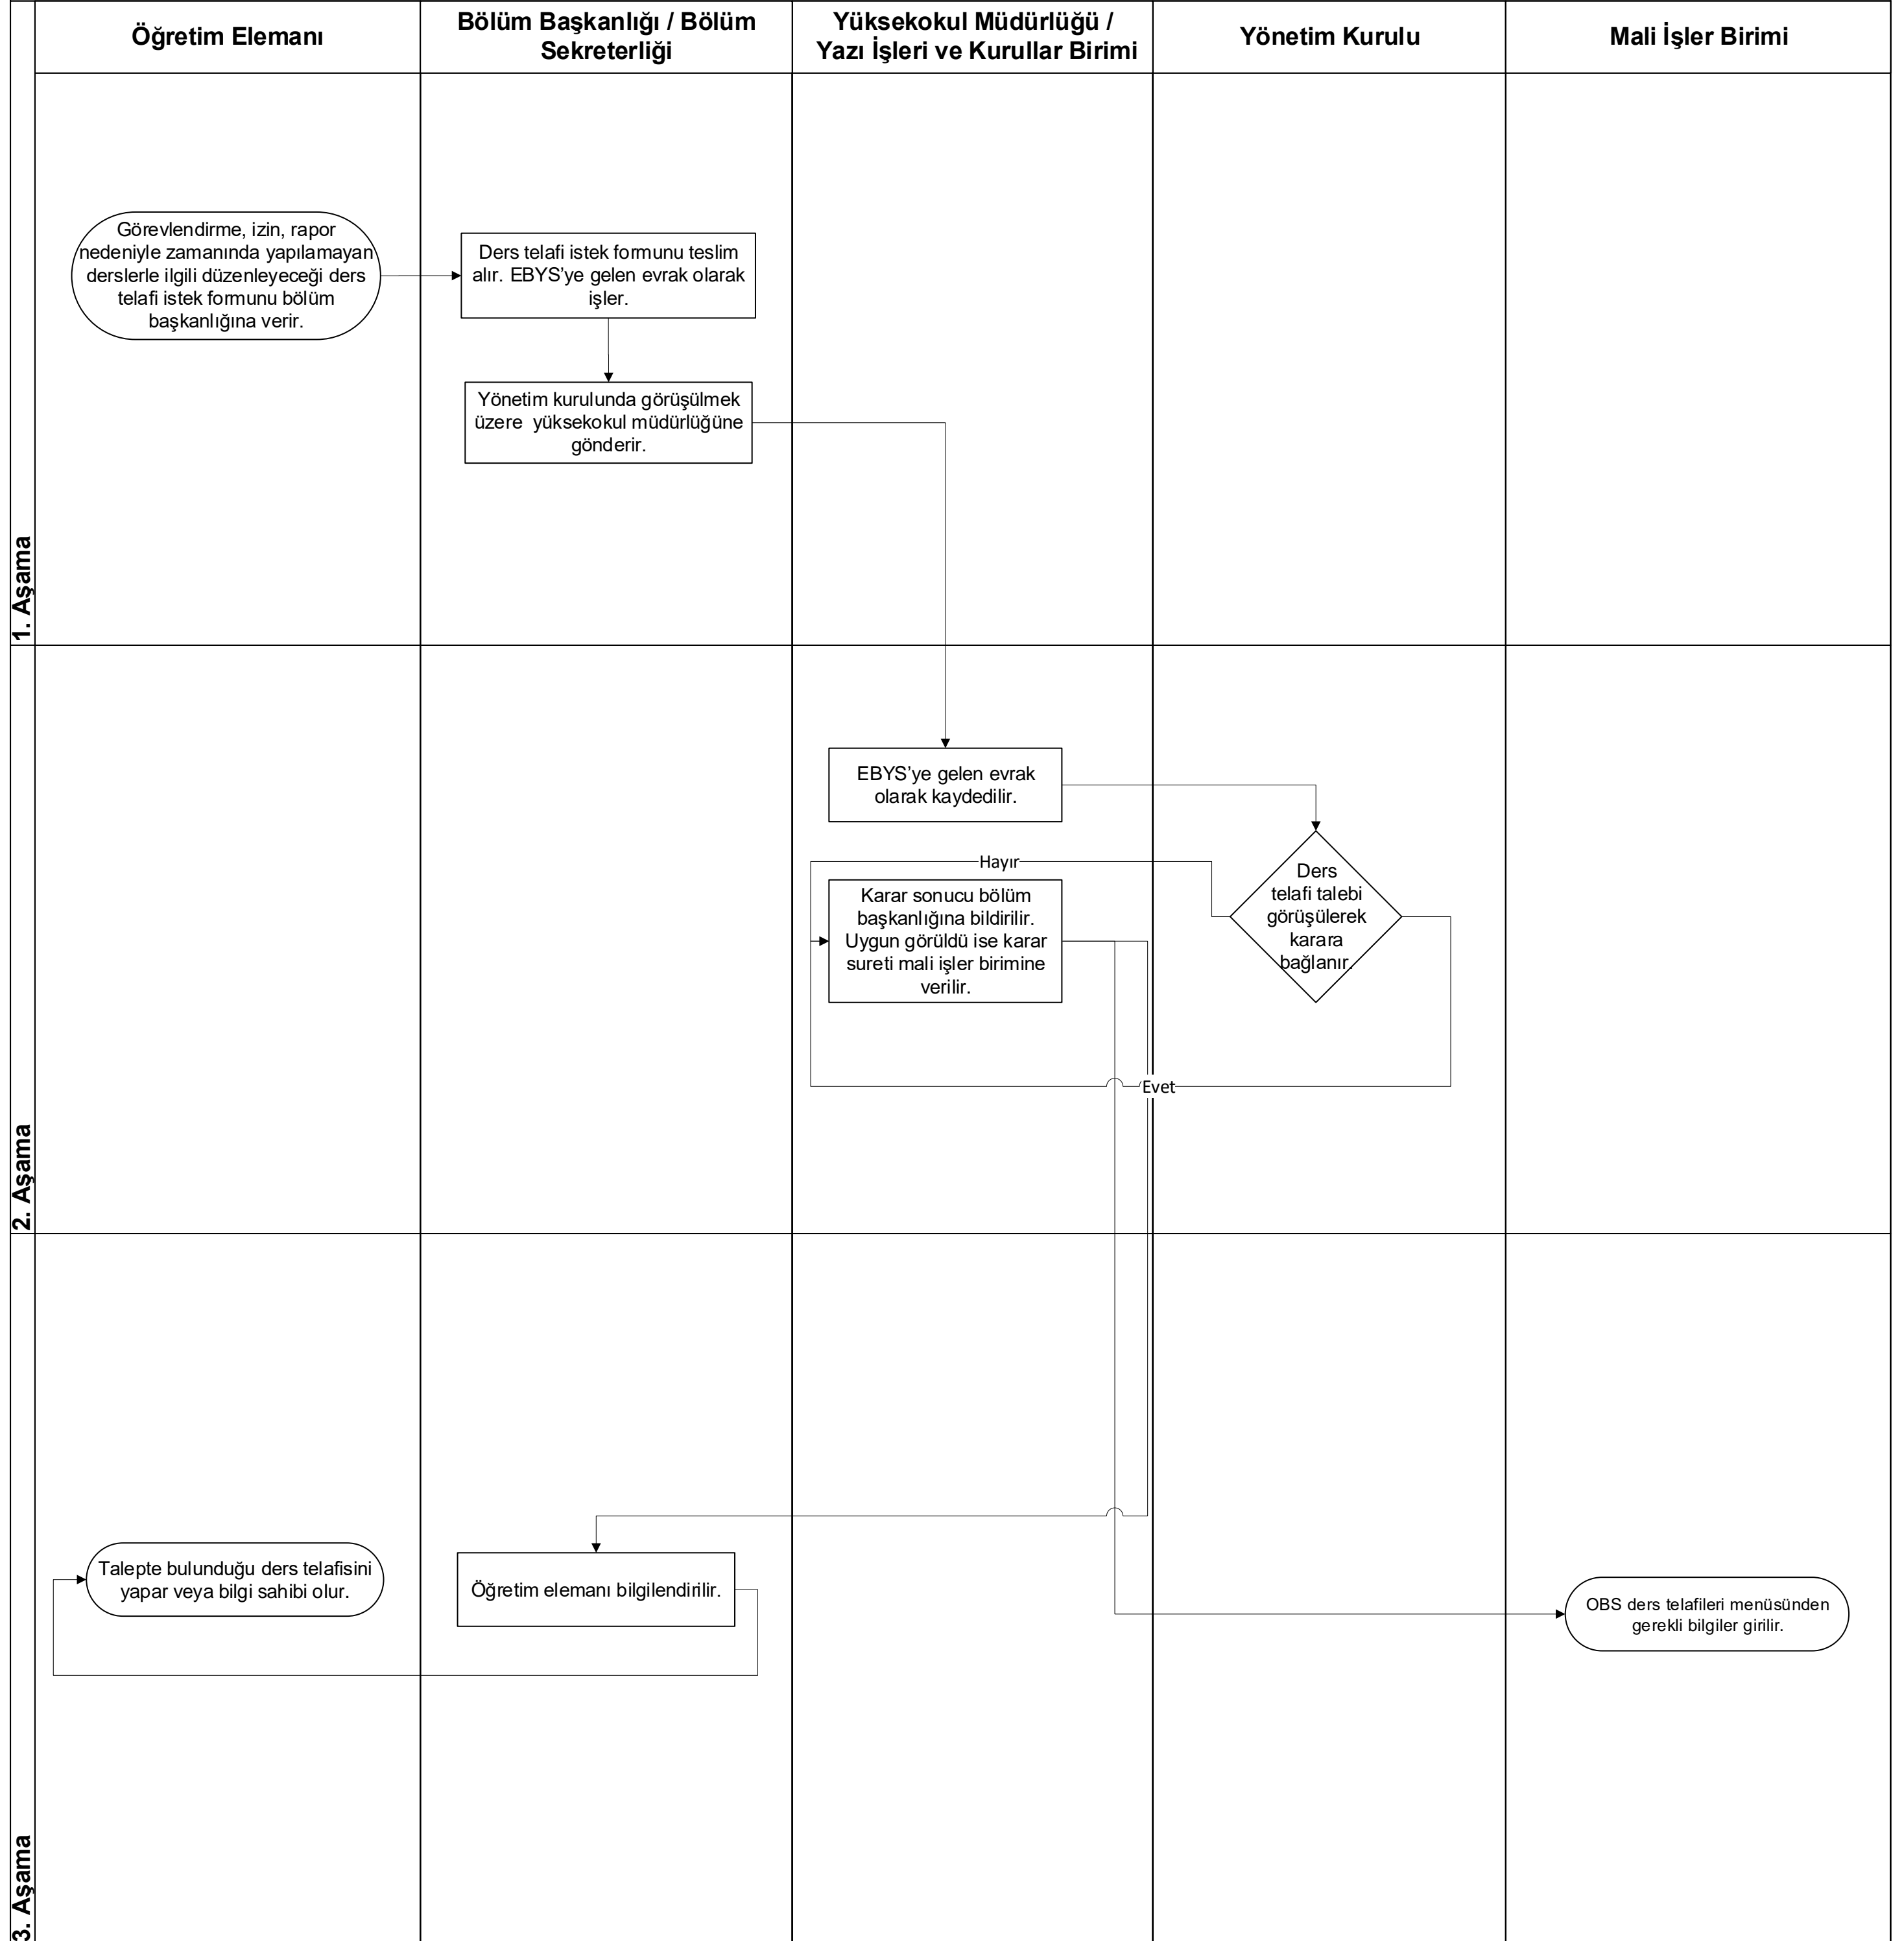 Öğretim Elemanı
Bölüm Başkanlığı / Bölüm
Sekreterliği
Yüksekokul Müdürlüğü /
Yazı İşleri ve Kurullar Birimi
Yönetim Kurulu
Mali İşler Birimi
1. Aşama
Görevlendirme, izin, rapor
nedeniyle zamanında yapılamayan
derslerle ilgili düzenleyeceği ders
telafi istek formunu bölüm
başkanlığına verir.
Ders telafi istek formunu teslim
alır. EBYS’ye gelen evrak olarak
işler.
Yönetim kurulunda görüşülmek
üzere  yüksekokul müdürlüğüne
gönderir.
2. Aşama
EBYS’ye gelen evrak
olarak kaydedilir.
Ders
telafi talebi
görüşülerek
karara
bağlanır.
Hayır
Karar sonucu bölüm
başkanlığına bildirilir.
Uygun görüldü ise karar
sureti mali işler birimine
verilir.
Evet
3. Aşama
Talepte bulunduğu ders telafisini
yapar veya bilgi sahibi olur.
Öğretim elemanı bilgilendirilir.
OBS ders telafileri menüsünden
gerekli bilgiler girilir.